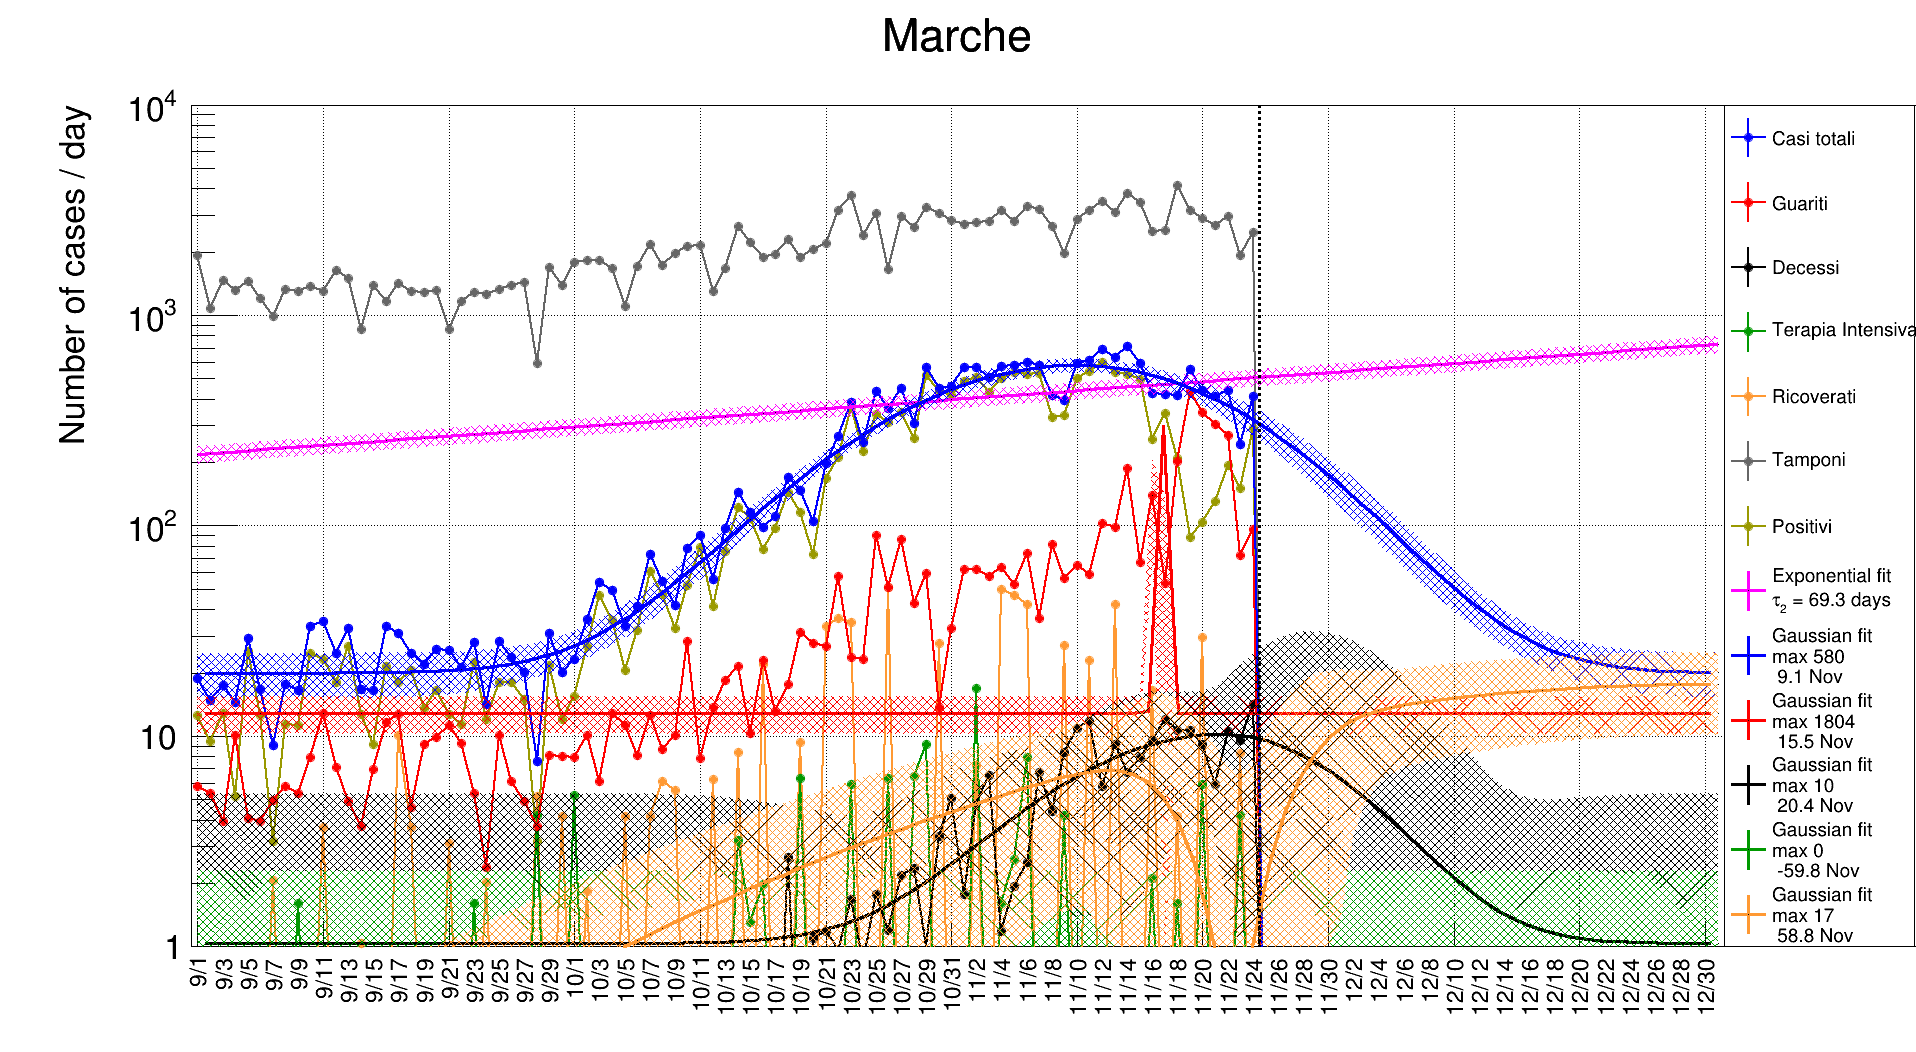 Marche
Number of cases / day
10^4
10^3
10^2
10
1
9/1 9/3 9/5 9/7 9/9 9/11 9/13 9/15 9/17 9/19 9/21 9/23 9/25 9/27 9/29 10/1 10/3 10/5 10/7 10/9 10/11 10/13 10/15 10/17 10/19 10/21 10/23 10/25 10/27 10/29 10/31 11/2 11/4 11/6 11/8 11/10 11/12 11/14 11/16 11/18 11/20 11/22 11/24 11/26 11/28 11/30 12/2 12/4 12/6 12/8 12/10 12/12 12/14 12/16 12/18 12/20 12/22 12/24 12/26 12/28 12/30
Casi totali
Guariti
Decessi
Terapia Intensiva
Ricoverati
Tamponi
Positivi
Exponential fit
τ2 = 69.3 days
Gaussian fit
max 580
9.1 Nov
Gaussian fit
max 1804
15.5 Nov
Gaussian fit
max 10
20.4 Nov
Gaussian fit
max 0
-59.8 Nov
Gaussian fit
max 17
58.8 Nov